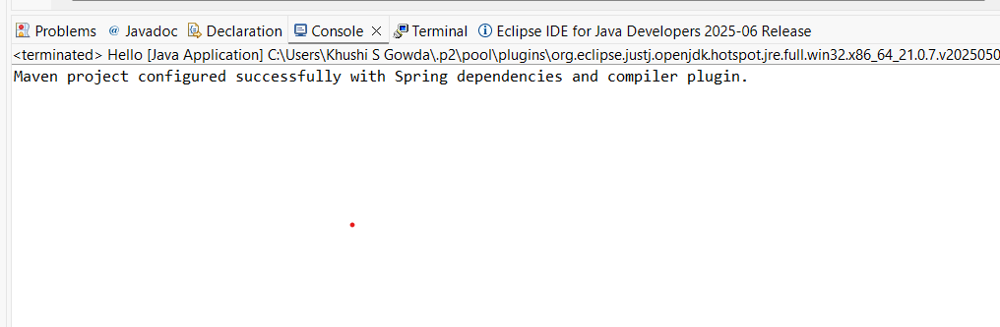 Problems @ Javadoc Declaration Console Terminal Eclipse IDE for Java Developers 2025-06 Release
<terminated> Hello [Java Application] C:\Users\Khushi S Gowda\.p2\pool\plugins\org.eclipse.justj.openjdk.hotspot.jre.full.win32.x86_64_21.0.7.v2025050
Maven project configured successfully with Spring dependencies and compiler plugin.